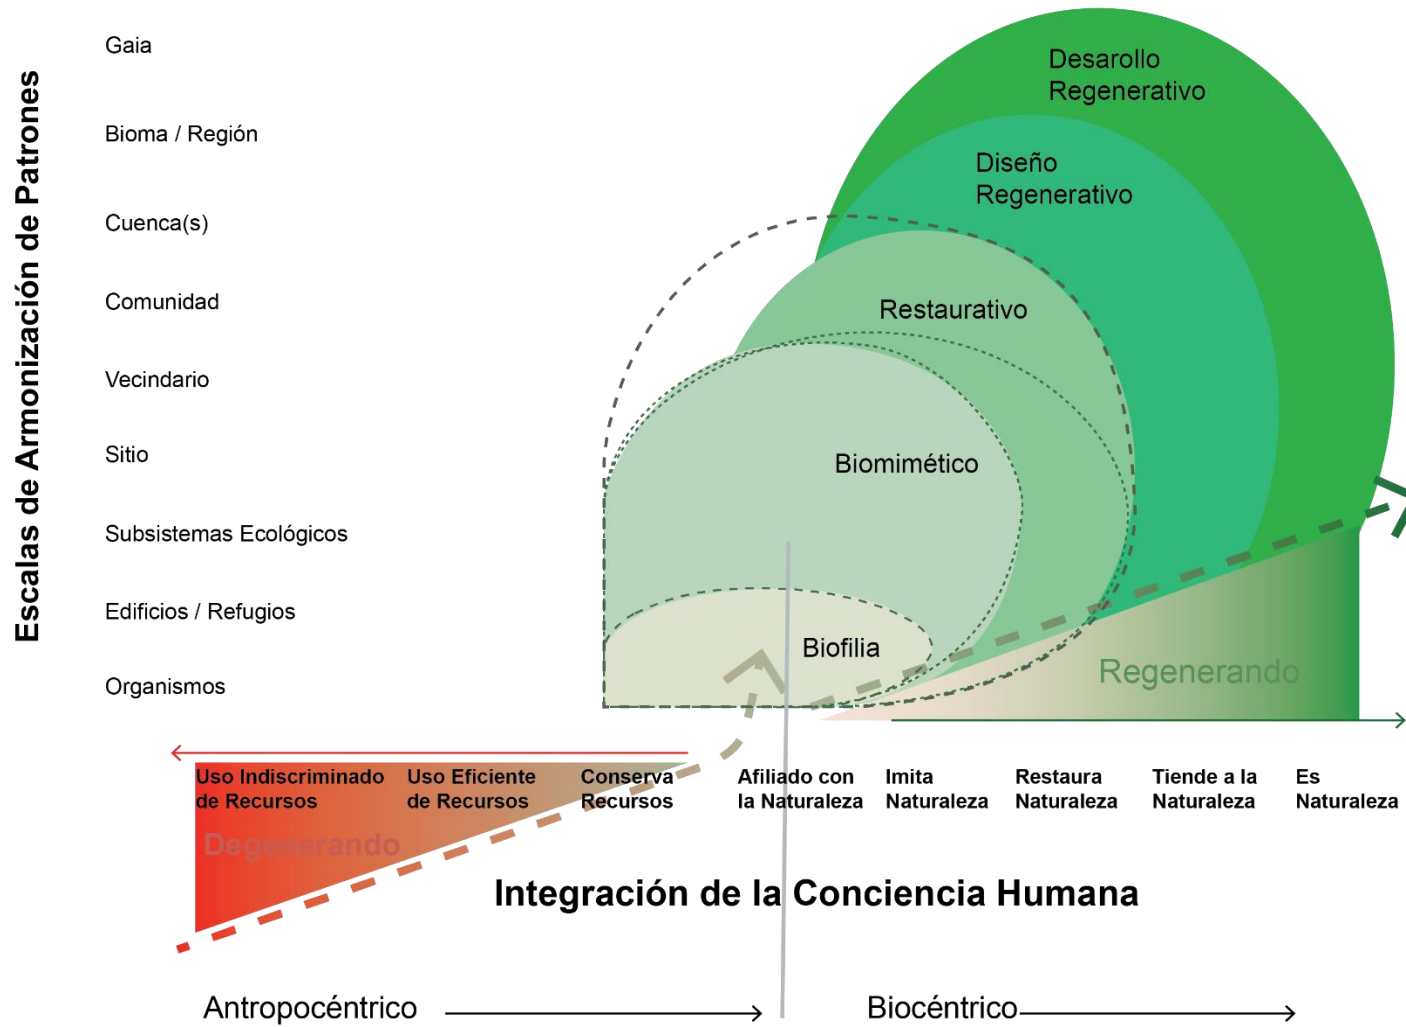 Escalas de Armonización de Patrones
Gaia
Bioma / Región
Cuenca(s)
Comunidad
Vecindario
Sitio
Subsistemas Ecológicos
Edificios / Refugios
Organismos
Desarollo
Regenerativo
Diseño
Regenerativo
Restaurativo
Biomimético
Biofilia
Regenerando
Uso Indiscriminado
de Recursos
Uso Eficiente
de Recursos
Conserva
Recursos
Afiliado con
la Naturaleza
Imita
Naturaleza
Restaura
Naturaleza
Tiende a la
Naturaleza
Es
Naturaleza
Degenerando
Integración de la Conciencia Humana
Antropocéntrico
Biocéntrico